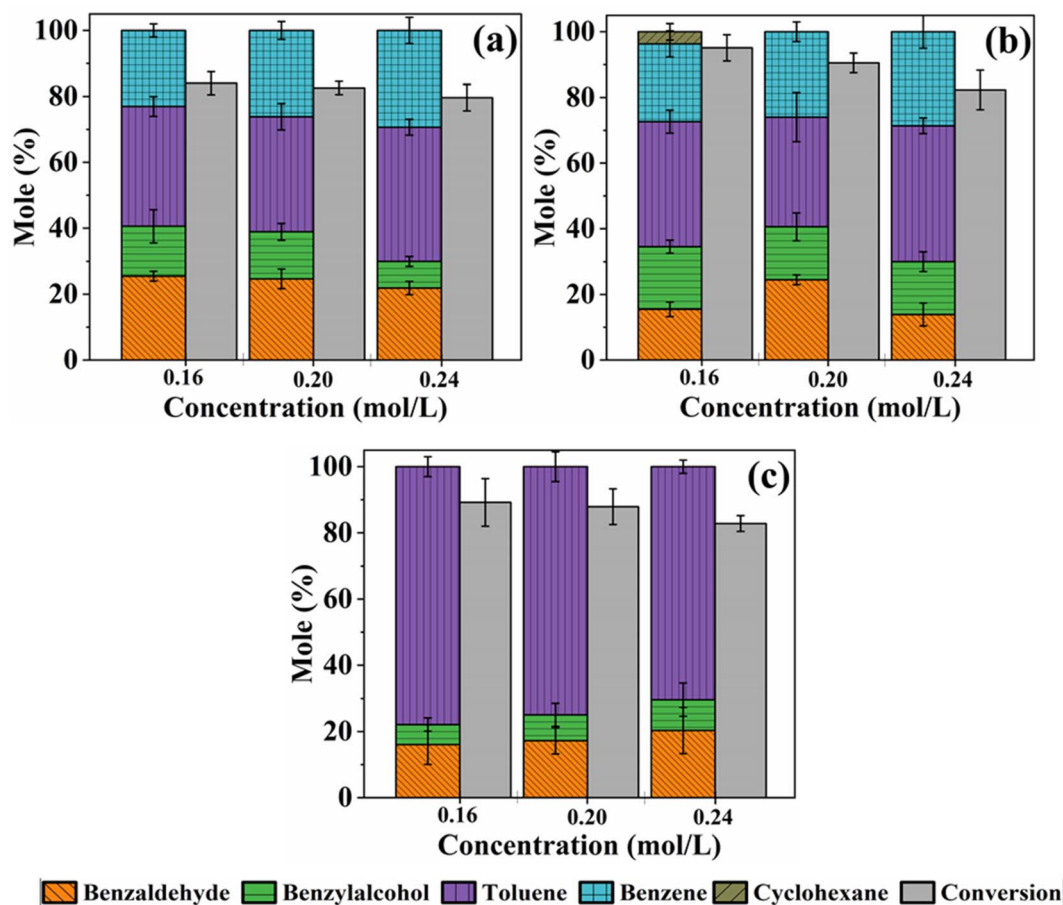 (a)
Mole (%)
100
80
60
40
20
0
0.16 0.20 0.24
Concentration (mol/L)
(b)
Mole (%)
100
80
60
40
20
0
0.16 0.20 0.24
Concentration (mol/L)
(c)
Mole (%)
100
80
60
40
20
0
0.16 0.20 0.24
Concentration (mol/L)
Benzaldehyde Benzylalcohol Toluene Benzene Cyclohexane Conversion